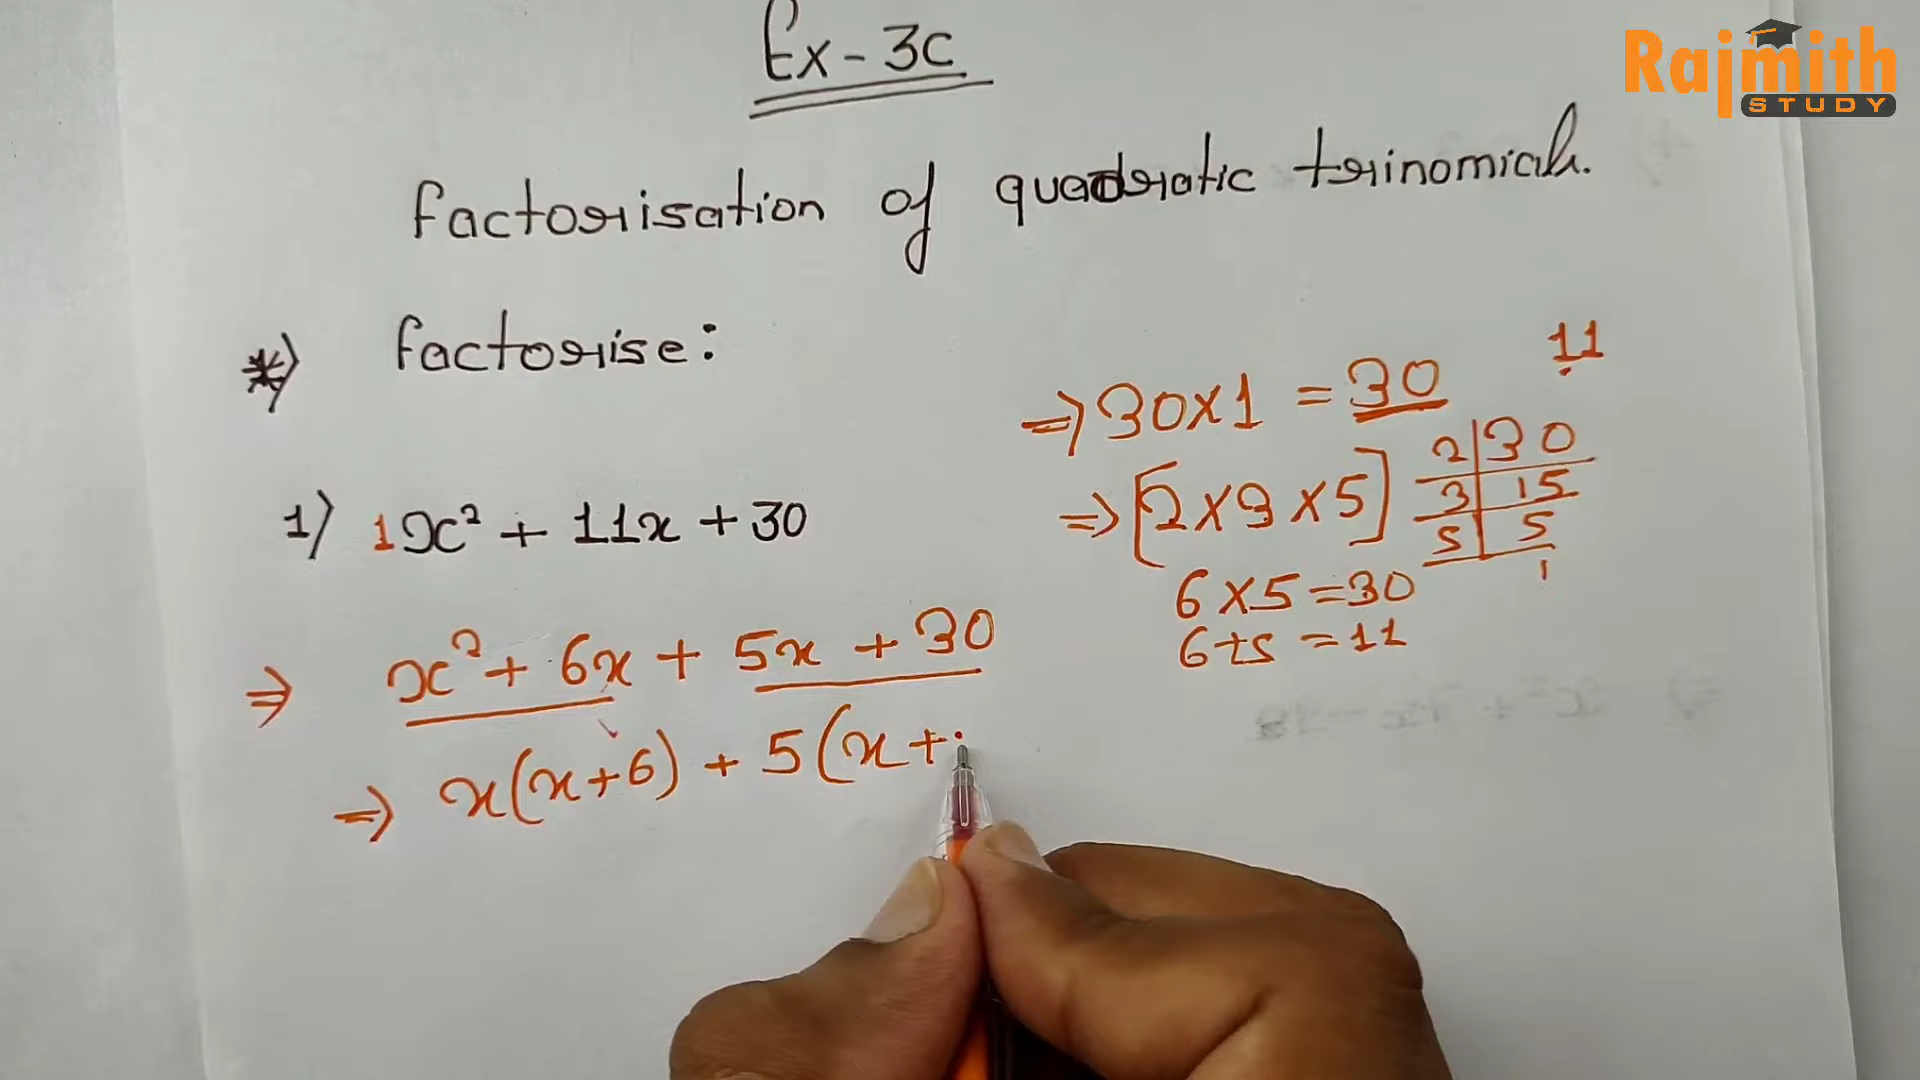 Ex - 3C
Rajmith
STUDY
factorisation of quadratic trinomials.
*) factorise:
11
⇒ 30×1 = 30
2 | 30
3 | 15
5 | 5
1
⇒ [2×3×5]
6×5=30
6+5=11
1) 1x² + 11x + 30
⇒ x² + 6x + 5x + 30
⇒ x(x+6) + 5(x+